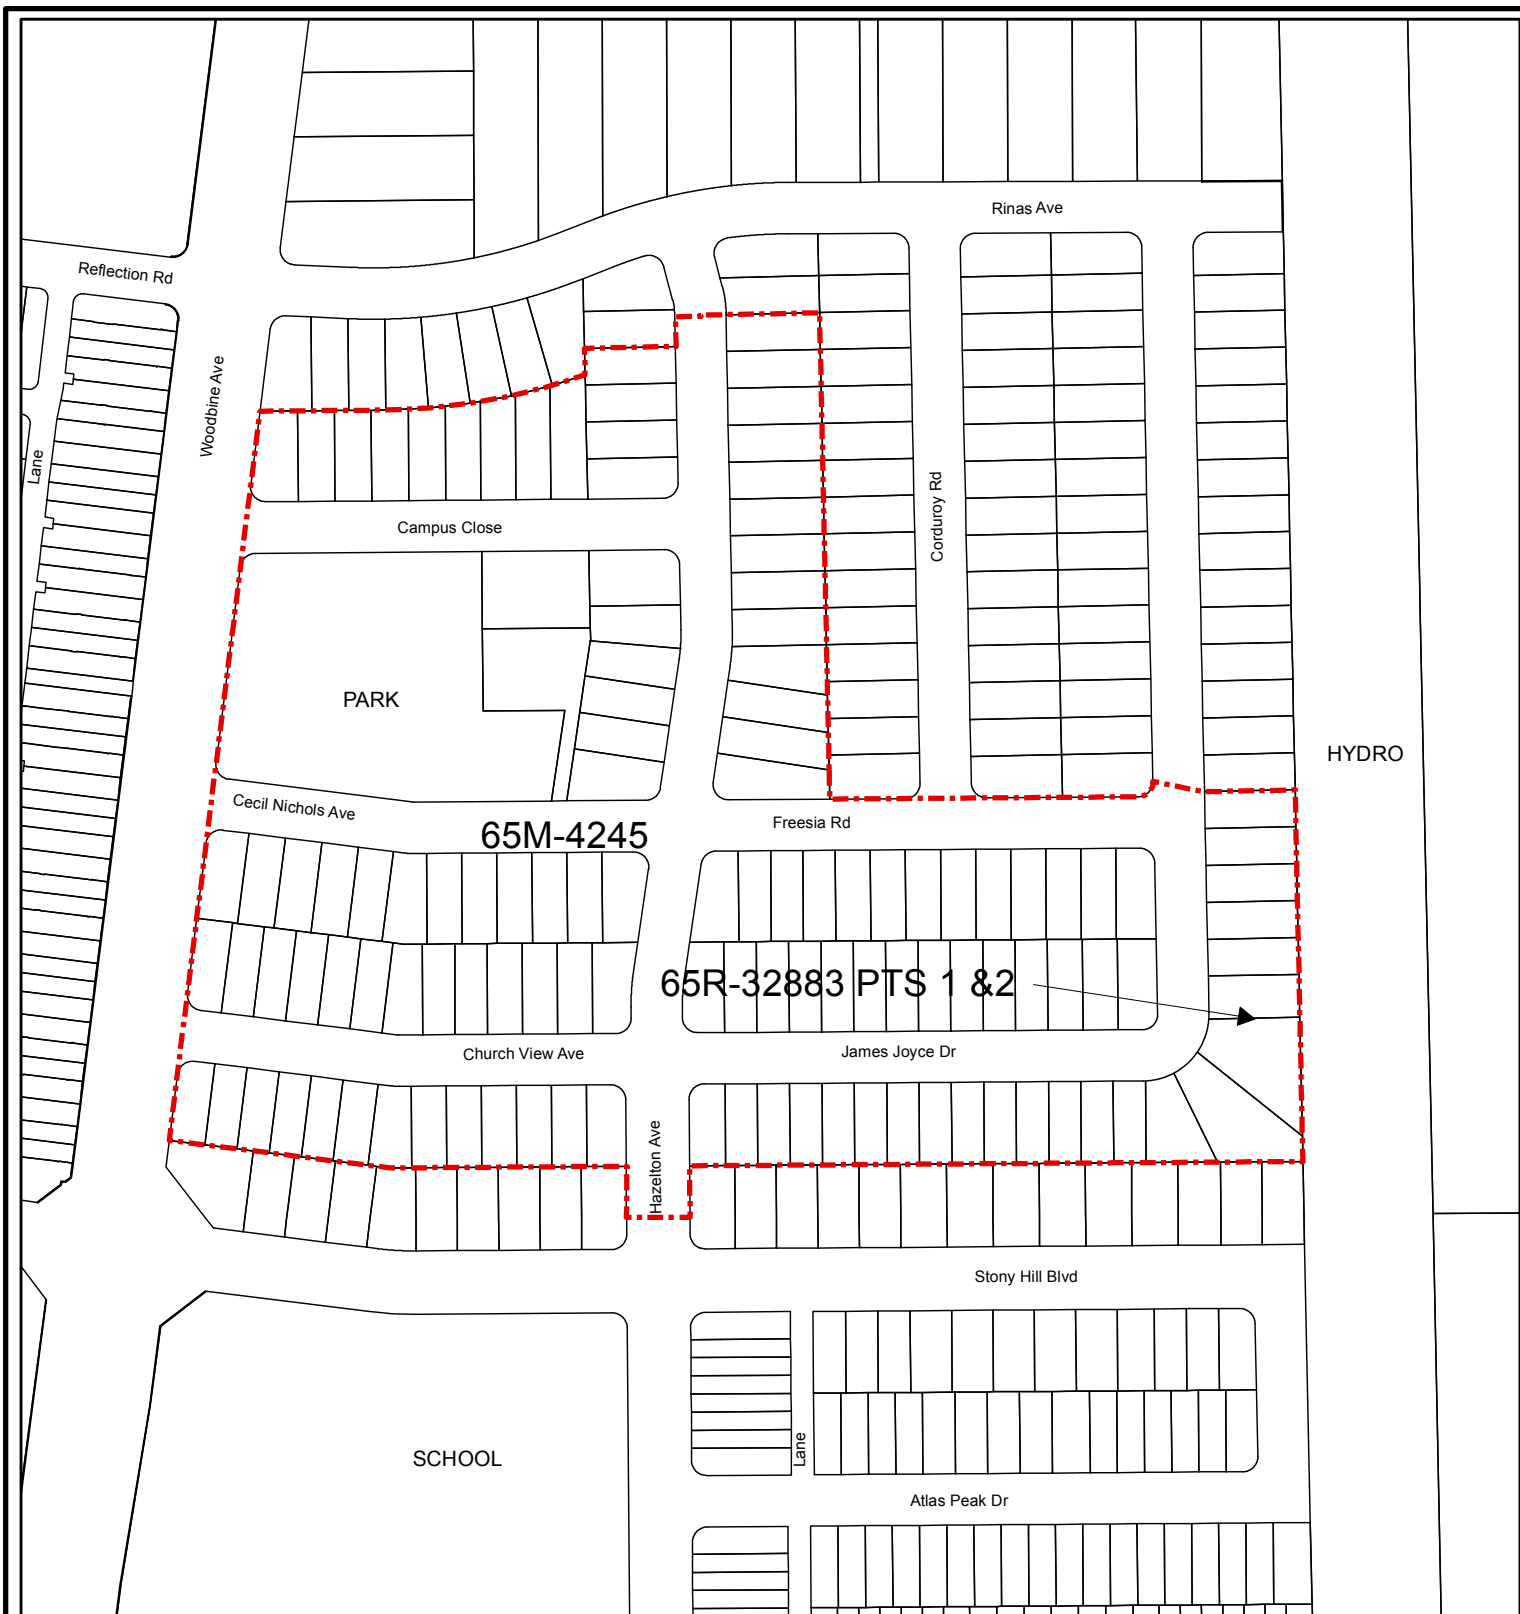 Rinas Ave
Reflection Rd
Woodbine Ave
Lane
Corduroy Rd
Campus Close
PARK
HYDRO
Cecil Nichols Ave
65M-4245
Freesia Rd
65R-32883 PTS 1 &2
Church View Ave
James Joyce Dr
Hazelton Ave
Stony Hill Blvd
SCHOOL
Lane
Atlas Peak Dr